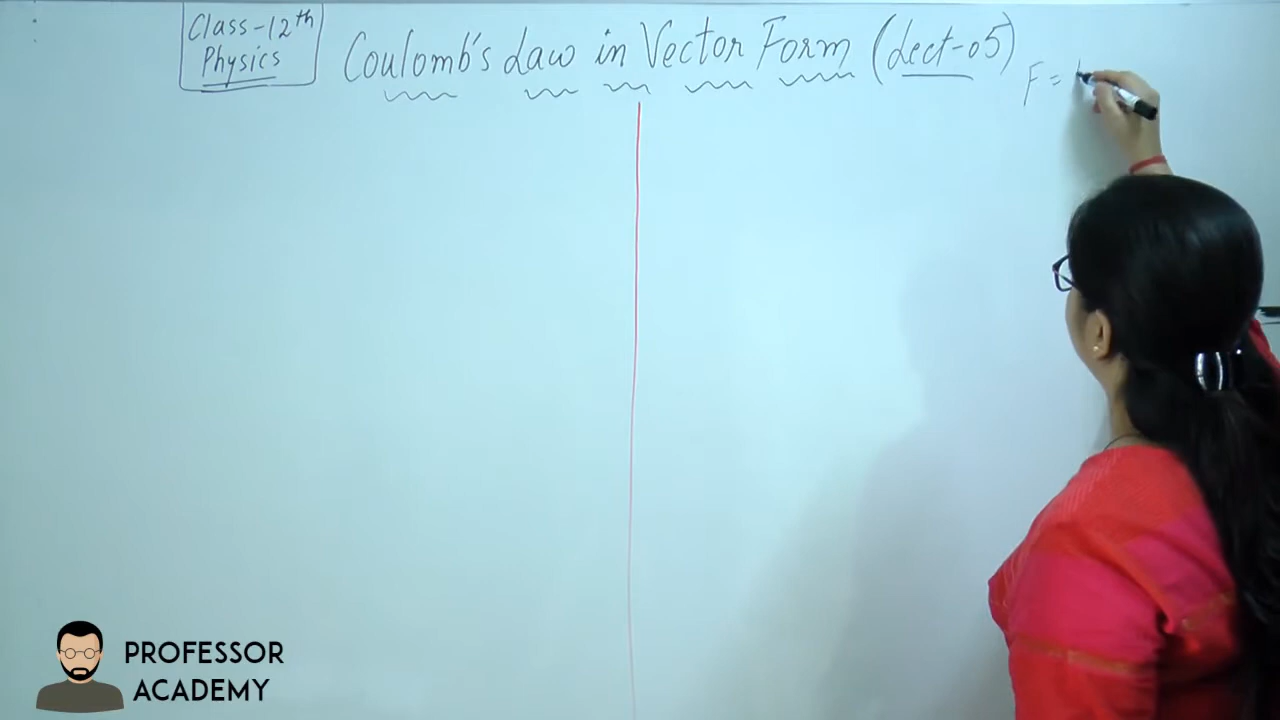 Class-12th
Physics
Coulomb's Law in Vector Form (Lect-05)
F =
PROFESSOR
ACADEMY